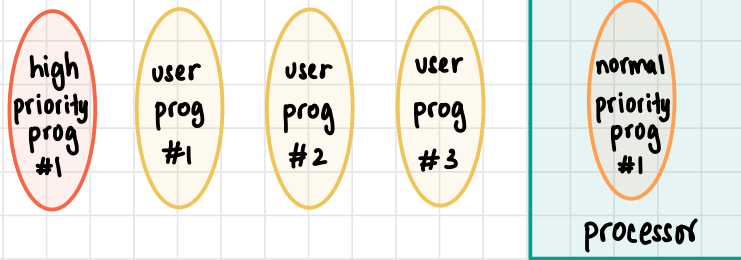 high
priority
prog
#1
user
prog
#1
user
prog
#2
user
prog
#3
normal
priority
prog
#1
processor